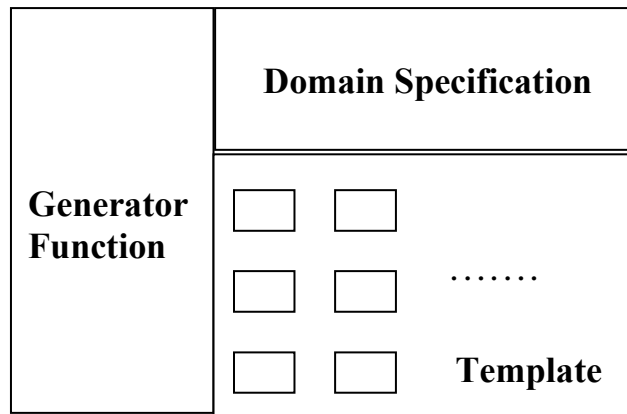 Domain Specification
Generator
Function
.......
Template